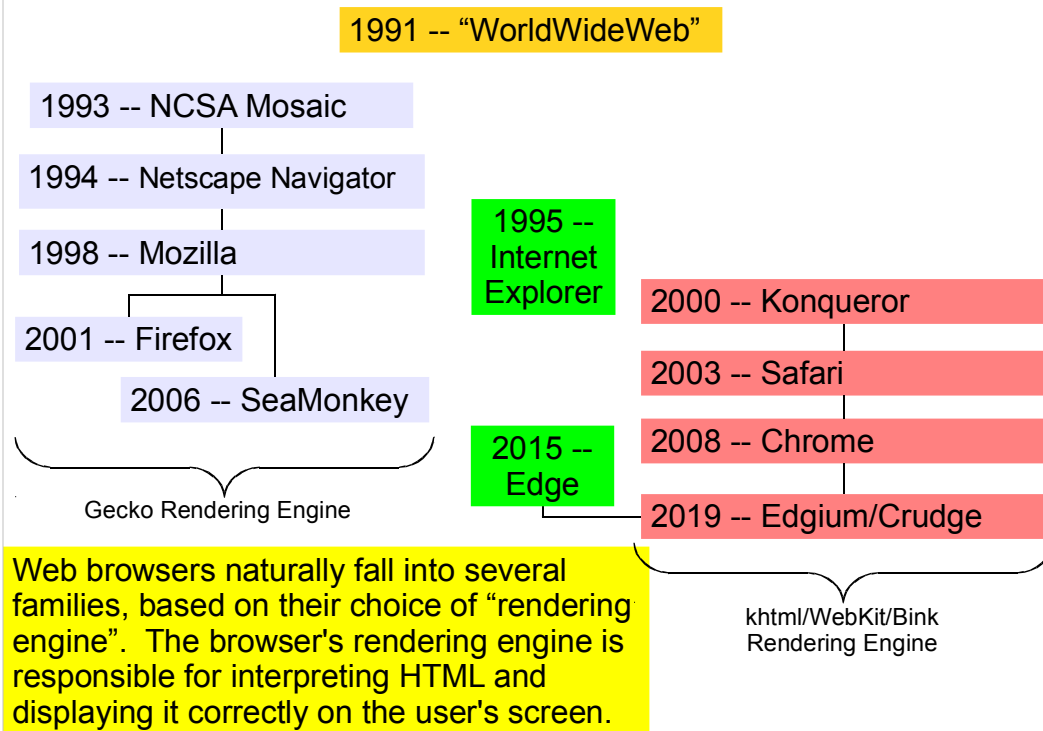 1991 -- “WorldWideWeb”
1993 -- NCSA Mosaic
1994 -- Netscape Navigator
1998 -- Mozilla
2001 -- Firefox
2006 -- SeaMonkey
Gecko Rendering Engine
1995 --
Internet
Explorer
2015 --
Edge
2000 -- Konqueror
2003 -- Safari
2008 -- Chrome
2019 -- Edgium/Crudge
khtml/WebKit/Bink
Rendering Engine
Web browsers naturally fall into several
families, based on their choice of “rendering
engine”.  The browser's rendering engine is
responsible for interpreting HTML and
displaying it correctly on the user's screen.